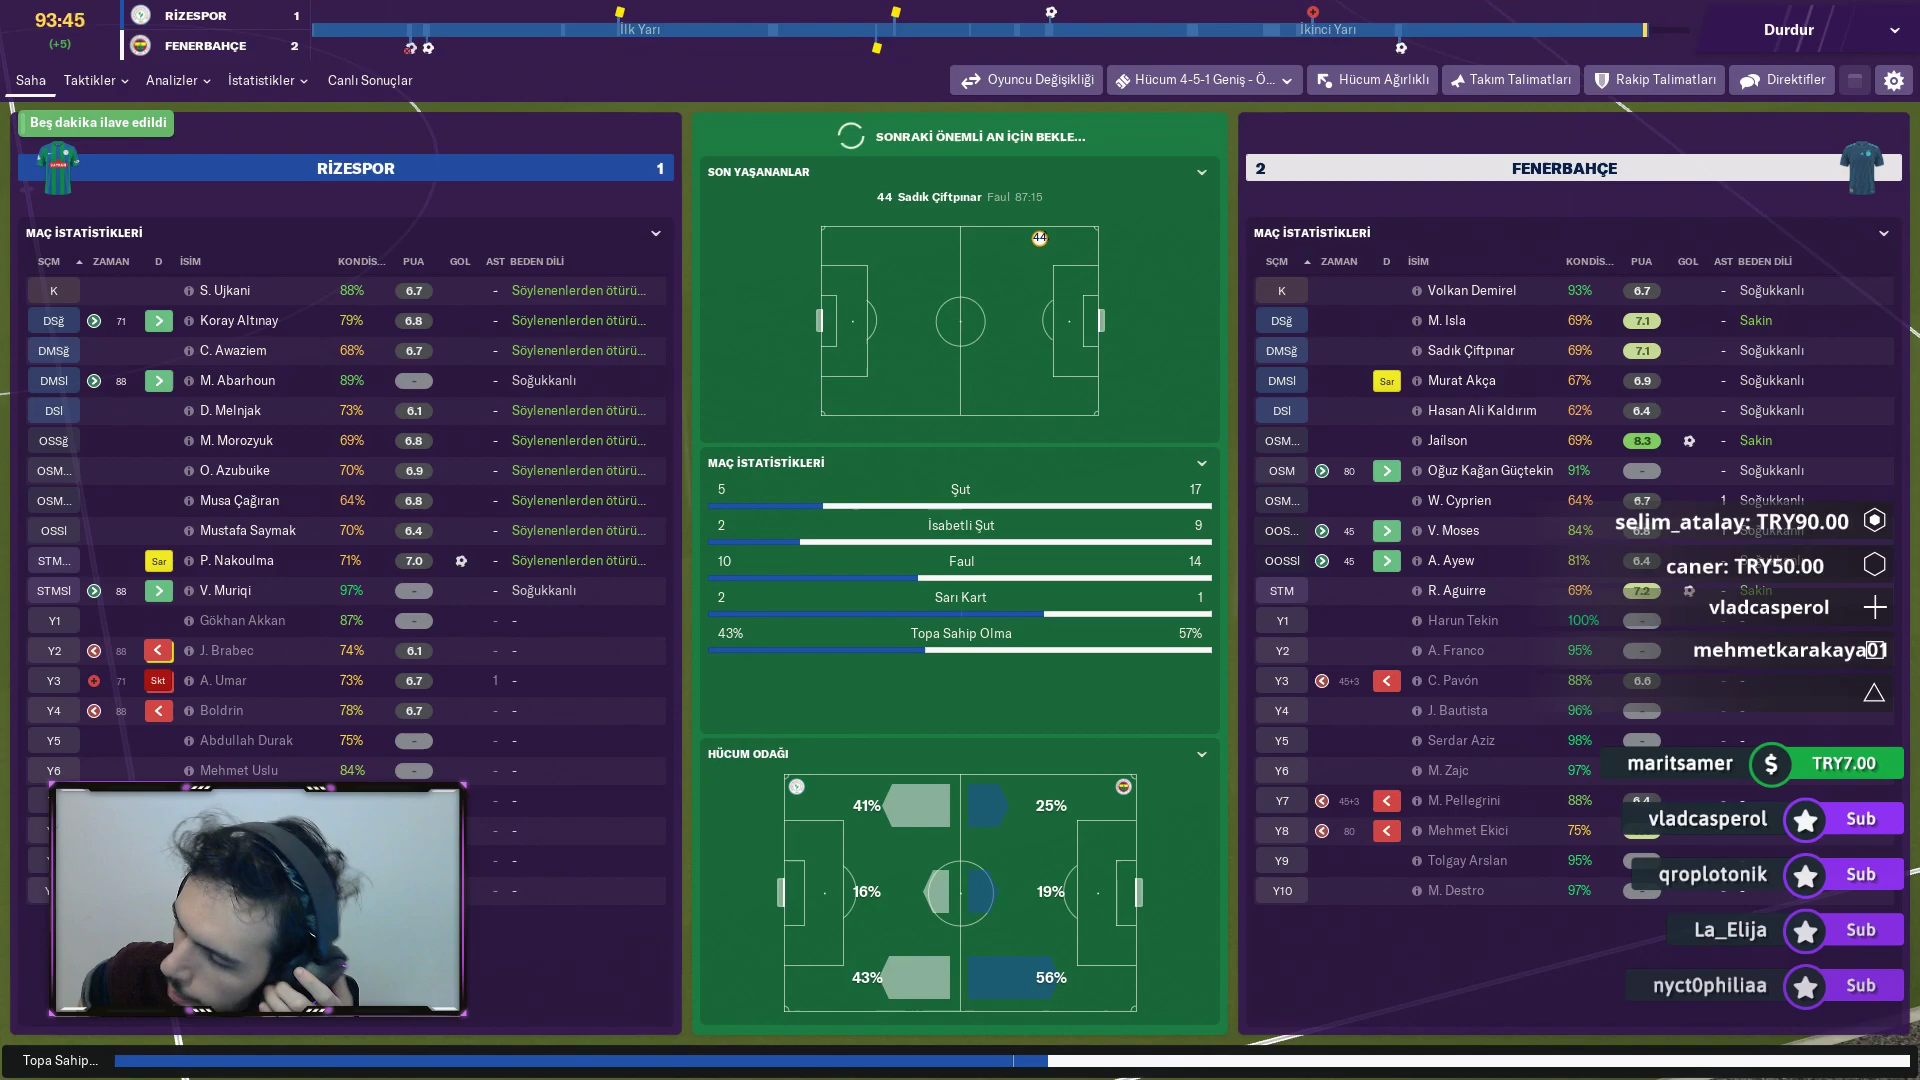 93:45
(+5)
RİZESPOR 1
FENERBAHÇE 2
İlk Yarı
İkinci Yarı
Durdur
Saha
Taktikler
Analizler
İstatistikler
Canlı Sonuçlar
Oyuncu Değişikliği
Hücum 4-5-1 Geniş - Ö...
Hücum Ağırlıklı
Takım Talimatları
Rakip Talimatları
Direktifler
Beş dakika ilave edildi
RİZESPOR 1
MAÇ İSTATİSTİKLERİ
SÇM ZAMAN D İSİM KONDİS... PUA GOL AST BEDEN DİLİ
K S. Ujkani 88% 6.7 - Söylenenlerden ötürü...
DSğ 71 Koray Altınay 79% 6.8 - Söylenenlerden ötürü...
DMSğ C. Awaziem 68% 6.7 - Söylenenlerden ötürü...
DMSl 88 M. Abarhoun 89% - - Soğukkanlı
DSl D. Melnjak 73% 6.1 - Söylenenlerden ötürü...
OSSğ M. Morozyuk 69% 6.8 - Söylenenlerden ötürü...
OSM... O. Azubuike 70% 6.9 - Söylenenlerden ötürü...
OSM... Musa Çağıran 64% 6.8 - Söylenenlerden ötürü...
OSSl Mustafa Saymak 70% 6.4 - Söylenenlerden ötürü...
STM... Sar P. Nakoulma 71% 7.0 - Söylenenlerden ötürü...
STMSl 88 V. Muriqi 97% - - Soğukkanlı
Y1 Gökhan Akkan 87% - - -
Y2 88 J. Brabec 74% 6.1 - -
Y3 71 Skt A. Umar 73% 6.7 1 -
Y4 88 Boldrin 78% 6.7 - -
Y5 Abdullah Durak 75% - - -
Y6 Mehmet Uslu 84% - - -
- -
- -
- -
- -
SONRAKİ ÖNEMLİ AN İÇİN BEKLE...
SON YAŞANANLAR
44 Sadık Çiftpınar Faul 87:15
44
MAÇ İSTATİSTİKLERİ
5 Şut 17
2 İsabetli Şut 9
10 Faul 14
2 Sarı Kart 1
43% Topa Sahip Olma 57%
HÜCUM ODAĞI
41% 25%
16% 19%
43% 56%
2 FENERBAHÇE
MAÇ İSTATİSTİKLERİ
SÇM ZAMAN D İSİM KONDİS... PUA GOL AST BEDEN DİLİ
K Volkan Demirel 93% 6.7 - Soğukkanlı
DSğ M. Isla 69% 7.1 - Sakin
DMSğ Sadık Çiftpınar 69% 7.1 - Soğukkanlı
DMSl Sar Murat Akça 67% 6.9 - Soğukkanlı
DSl Hasan Ali Kaldırım 62% 6.4 - Soğukkanlı
OSM... Jaílson 69% 8.3 - Sakin
OSM 80 Oğuz Kağan Güçtekin 91% - - Soğukkanlı
OSM... W. Cyprien 64% 6.7 1 Soğukkanlı
OOS... 45 V. Moses 84% 6.8
OOSSl 45 A. Ayew 81% 6.4
STM R. Aguirre 69% 7.2 - Sakin
Y1 Harun Tekin 100% -
Y2 A. Franco 95% -
Y3 45+3 C. Pavón 88% 6.6 - -
Y4 J. Bautista 96% - - -
Y5 Serdar Aziz 98% - - -
Y6 M. Zajc 97%
Y7 45+3 M. Pellegrini 88% 6.4
Y8 80 Mehmet Ekici 75%
Y9 Tolgay Arslan 95%
Y10 M. Destro 97% -
selim_atalay: TRY90.00
caner: TRY50.00
vladcasperol
mehmetkarakaya01
maritsamer $ TRY7.00
vladcasperol Sub
qroplotonik Sub
La_Elija Sub
nyct0philiaa Sub
Topa Sahip...